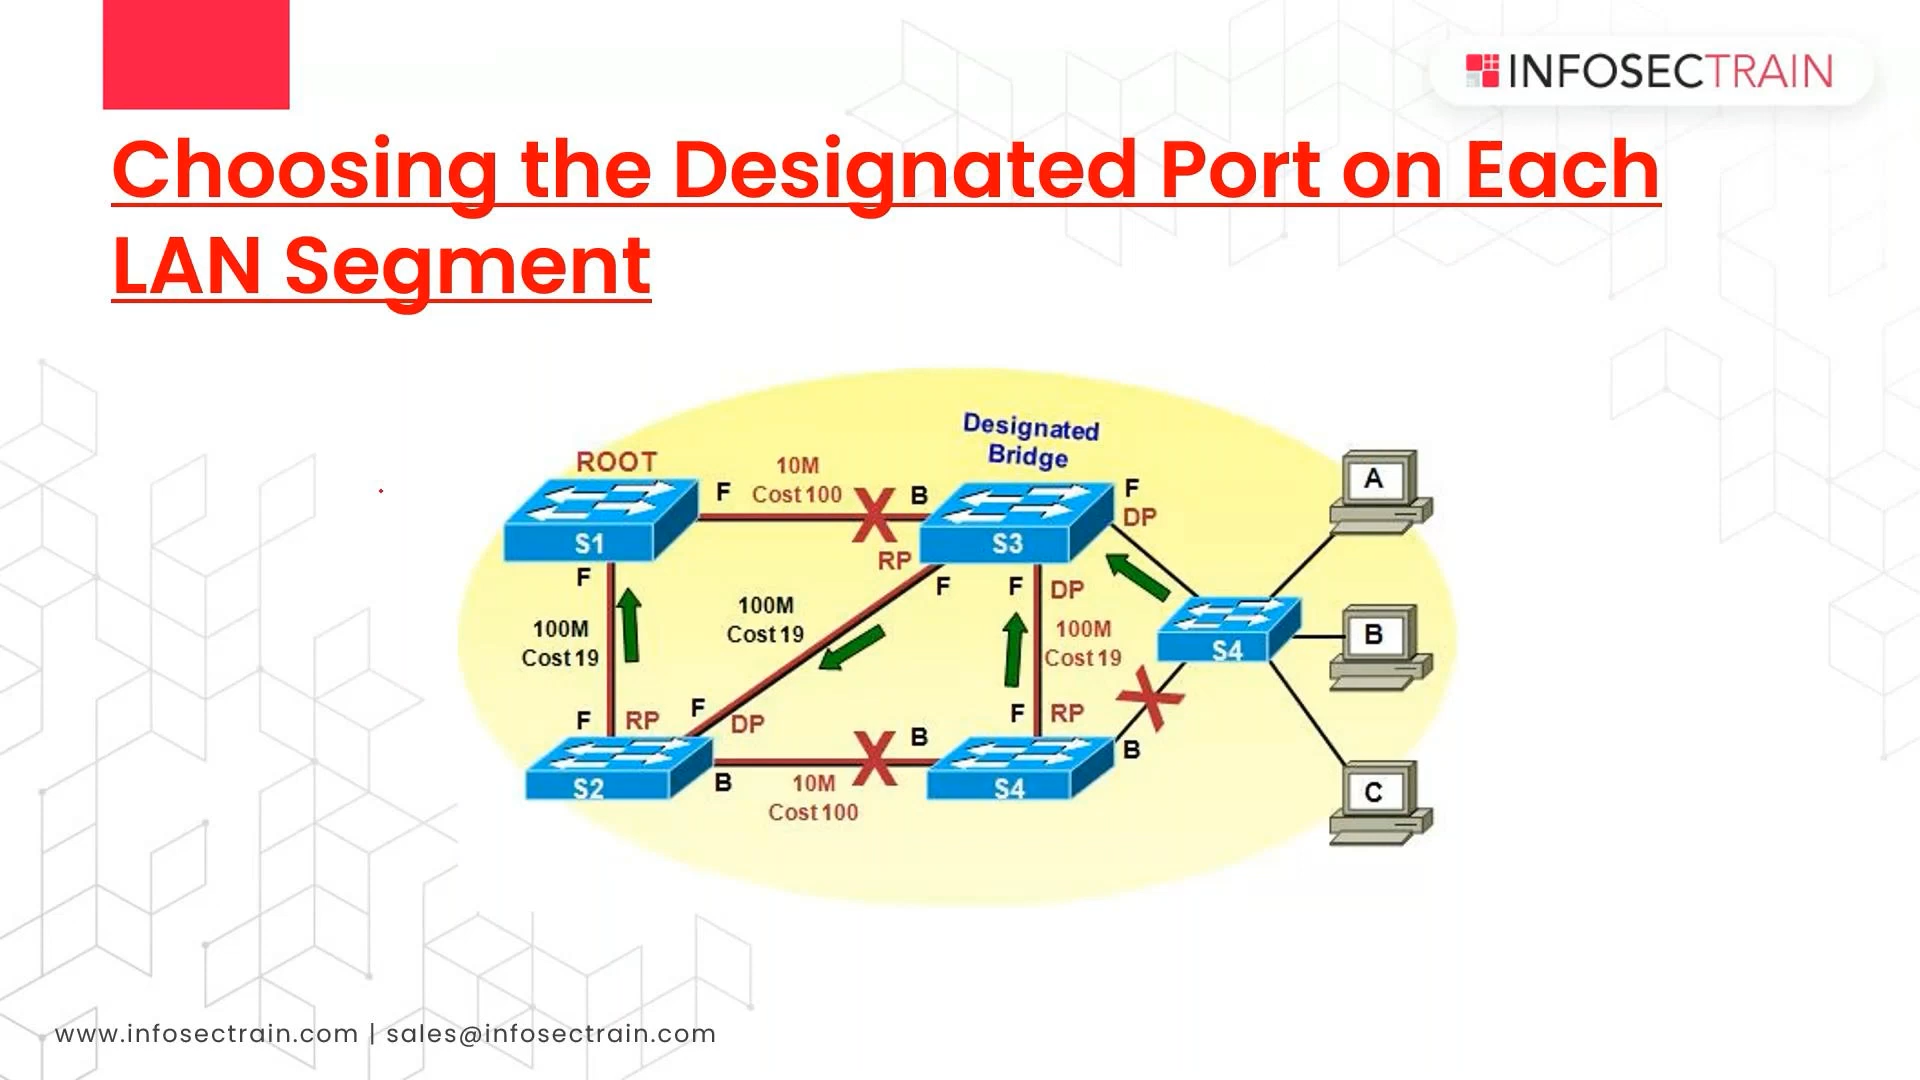 INFOSECTRAIN
Choosing the Designated Port on Each
LAN Segment
Designated
Bridge
ROOT
10M
Cost 100
F
B
F
DP
A
S1
S3
RP
F
F
F
DP
100M
Cost 19
100M
Cost 19
100M
Cost 19
S4
B
F
RP
F
DP
F
RP
B
B
S2
B
S4
10M
Cost 100
C
www.infosectrain.com | sales@infosectrain.com